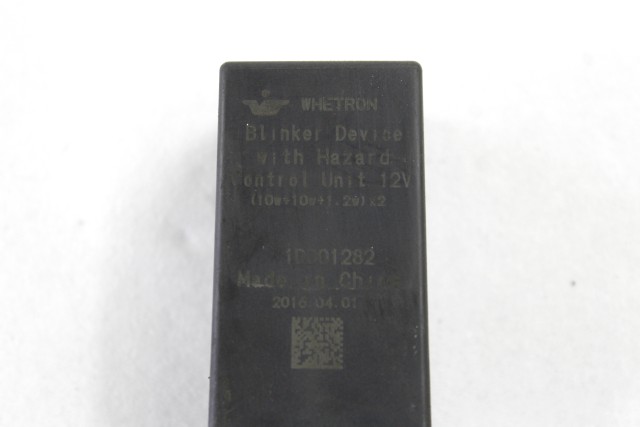 WHETRON
Blinker Device
with Hazard
Control Unit 12V
(10w+10w+1.2w)x2
1D001282
Made in China
2016.04.01